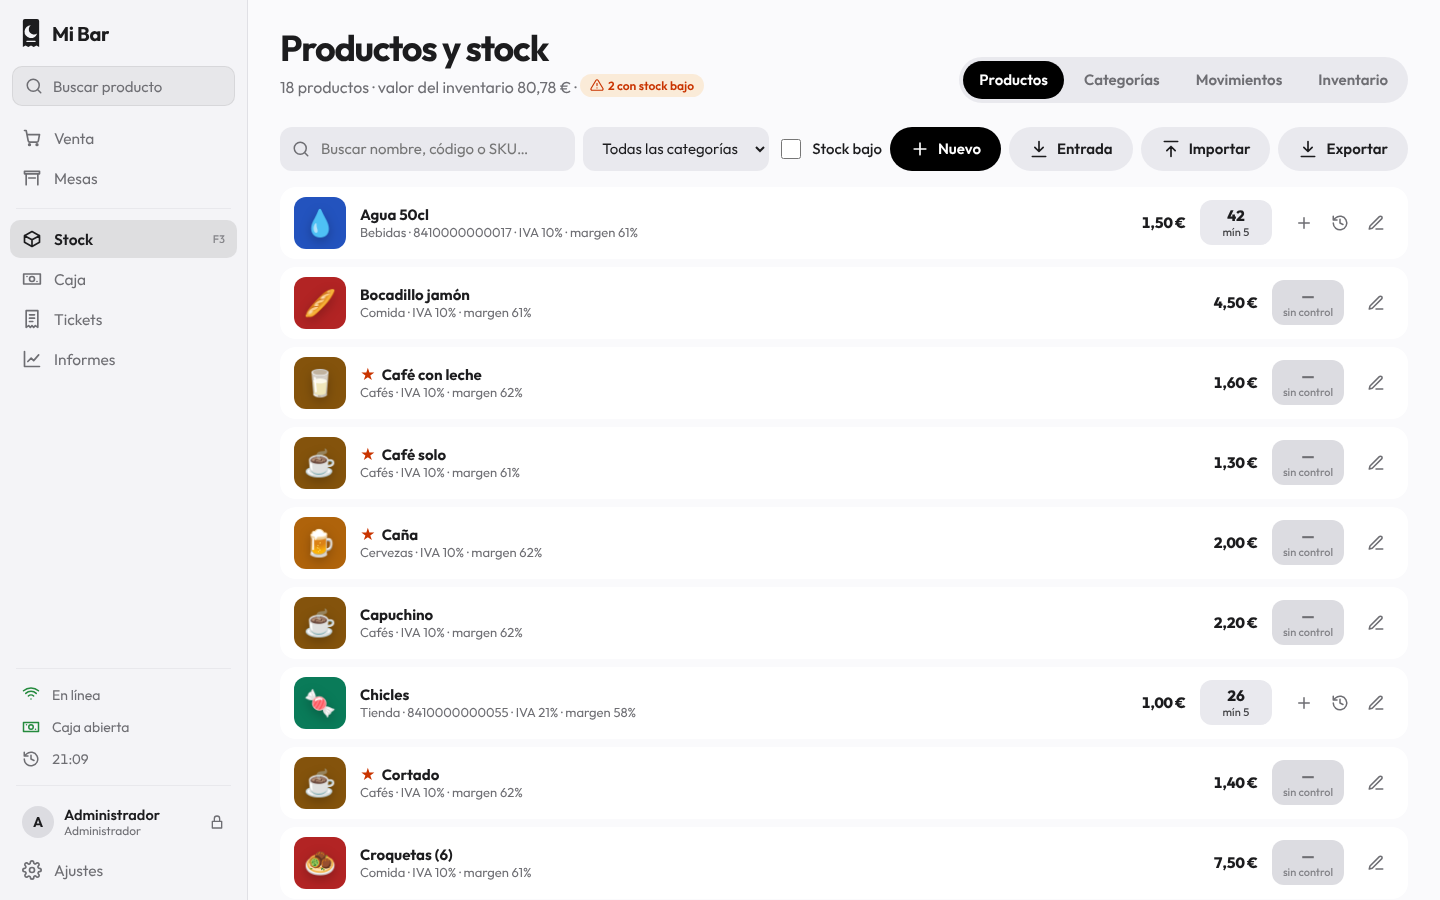 Mi Bar
Buscar producto
Venta
Mesas
Stock F3
Caja
Tickets
Informes
En línea
Caja abierta
21:09
A
Administrador
Administrador
Ajustes
Productos y stock
18 productos · valor del inventario 80,78 € · 2 con stock bajo
Productos Categorías Movimientos Inventario
Buscar nombre, código o SKU... Todas las categorías Stock bajo Nuevo Entrada Importar Exportar
Agua 50cl
Bebidas · 8410000000017 · IVA 10% · margen 61%
1,50 € 42
mín 5
Bocadillo jamón
Comida · IVA 10% · margen 61%
4,50 € —
sin control
★ Café con leche
Cafés · IVA 10% · margen 62%
1,60 € —
sin control
★ Café solo
Cafés · IVA 10% · margen 61%
1,30 € —
sin control
★ Caña
Cervezas · IVA 10% · margen 62%
2,00 € —
sin control
Capuchino
Cafés · IVA 10% · margen 62%
2,20 € —
sin control
Chicles
Tienda · 8410000000055 · IVA 21% · margen 58%
1,00 € 26
mín 5
★ Cortado
Cafés · IVA 10% · margen 62%
1,40 € —
sin control
Croquetas (6)
Comida · IVA 10% · margen 61%
7,50 € —
sin control